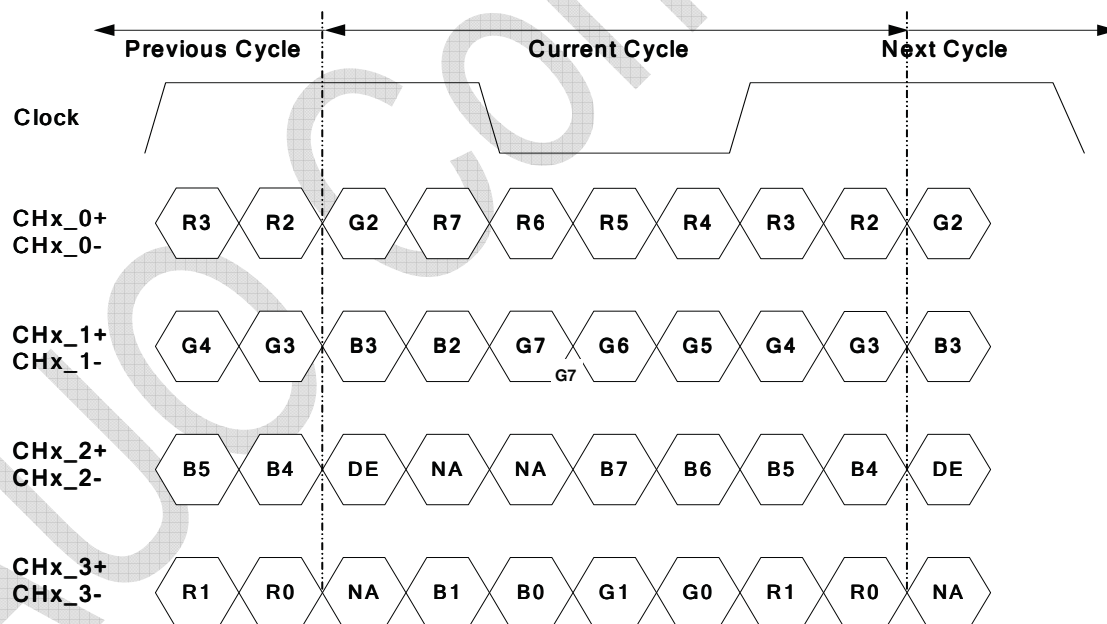 Previous Cycle Current Cycle Next Cycle
Clock
CHx_0+
CHx_0-
R3 R2 G2 R7 R6 R5 R4 R3 R2 G2
CHx_1+
CHx_1-
G4 G3 B3 B2 G7 G6 G5 G4 G3 B3
G7
CHx_2+
CHx_2-
B5 B4 DE NA NA B7 B6 B5 B4 DE
CHx_3+
CHx_3-
R1 R0 NA B1 B0 G1 G0 R1 R0 NA